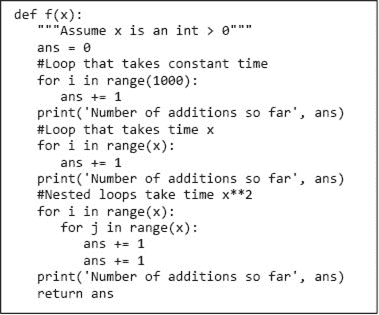 def f(x):
    """Assume x is an int > 0"""
    ans = 0
    #Loop that takes constant time
    for i in range(1000):
        ans += 1
    print('Number of additions so far', ans)
    #Loop that takes time x
    for i in range(x):
        ans += 1
    print('Number of additions so far', ans)
    #Nested loops take time x**2
    for i in range(x):
        for j in range(x):
            ans += 1
            ans += 1
    print('Number of additions so far', ans)
    return ans